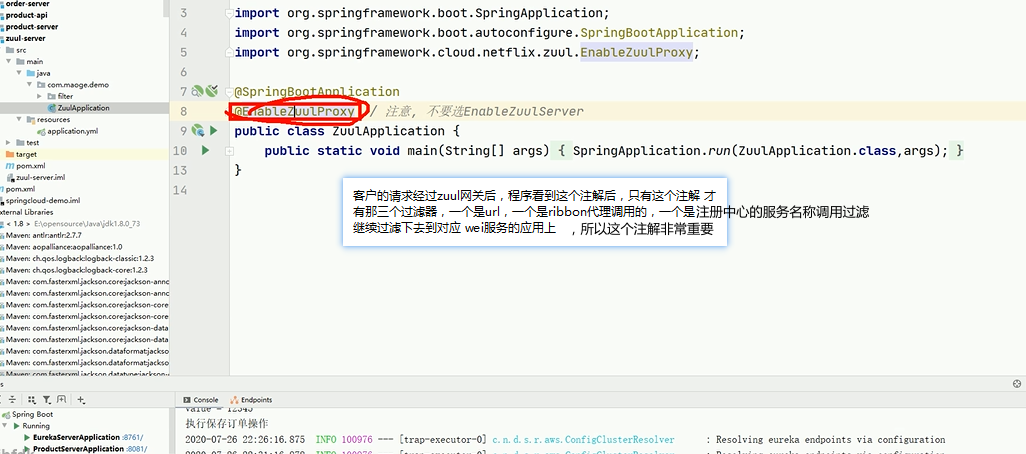 order-server
product-api
product-server
zuul-server
src
main
java
com.maoge.demo
filter
ZuulApplication
resources
application.yml
test
target
pom.xml
zuul-server.iml
pom.xml
springcloud-demo.iml
xternal Libraries
< 1.8 > E:\opensource\Java\jdk1.8.0_73
Maven: antlr:antlr:2.7.7
Maven: aopalliance:aopalliance:1.0
Maven: ch.qos.logback:logback-classic:1.2.3
Maven: ch.qos.logback:logback-core:1.2.3
Maven: com.fasterxml.jackson.core:jackson-anno
Maven: com.fasterxml.jackson.core:jackson-anno
Maven: com.fasterxml.jackson.core:jackson-core
Maven: com.fasterxml.jackson.core:jackson-core
Maven: com.fasterxml.jackson.core:jackson-data
Maven: com.fasterxml.jackson.core:jackson-data
Maven: com.fasterxml.jackson.dataformat:jackso
Maven: com.fasterxml.jackson.dataformat:jackso
Maven: com.fasterxml.jackson.datatype:jackson-
3 import org.springframework.boot.SpringApplication;
4 import org.springframework.boot.autoconfigure.SpringBootApplication;
5 import org.springframework.cloud.netflix.zuul.EnableZuulProxy;
6
7 @SpringBootApplication
8 @EnableZuulProxy / 注意, 不要选EnableZuulServer
9 public class ZuulApplication {
10 public static void main(String[] args) { SpringApplication.run(ZuulApplication.class,args); }
13 }
14
客户的请求经过zuul网关后，程序看到这个注解后，只有这个注解 才
有那三个过滤器，一个是url，一个是ribbon代理调用的，一个是注册中心的服务名称调用过滤
继续过滤下去到对应 wei服务的应用上 ，所以这个注解非常重要
s
Console Endpoints
Spring Boot
Running
EurekaServerApplication :8761/
ProductServerApplication :8081/
value = 12345
执行保存订单操作
2020-07-26 22:26:16.875 INFO 100976 --- [trap-executor-0] c.n.d.s.r.aws.ConfigClusterResolver : Resolving eureka endpoints via configuration